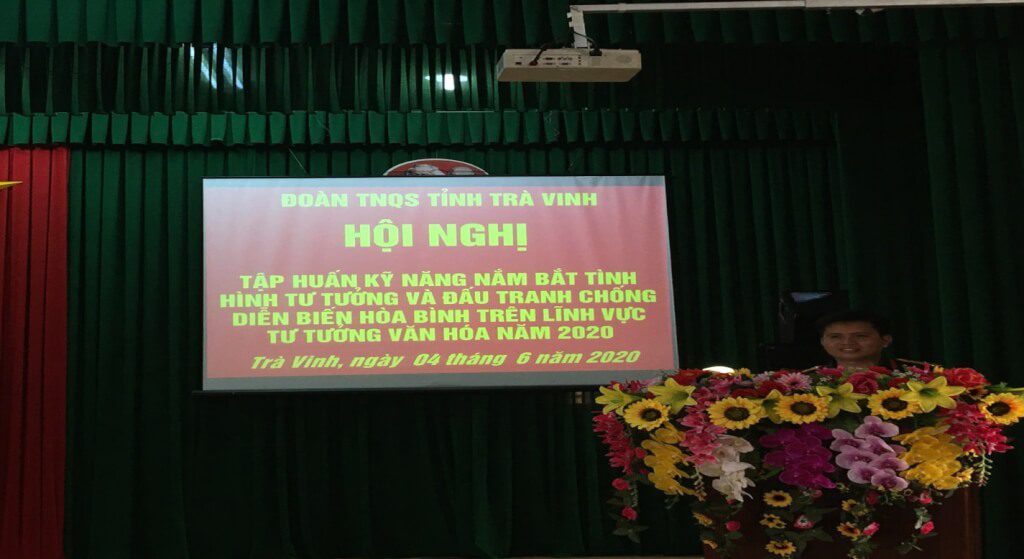 ĐOÀN TNQS TỈNH TRÀ VINH
HỘI NGHỊ
TẬP HUẤN KỸ NĂNG NẮM BẮT TÌNH
HÌNH TƯ TƯỞNG VÀ ĐẤU TRANH CHỐNG
DIỄN BIẾN HÒA BÌNH TRÊN LĨNH VỰC
TƯ TƯỞNG VĂN HÓA NĂM 2020
Trà Vinh, ngày 04 tháng 6 năm 2020